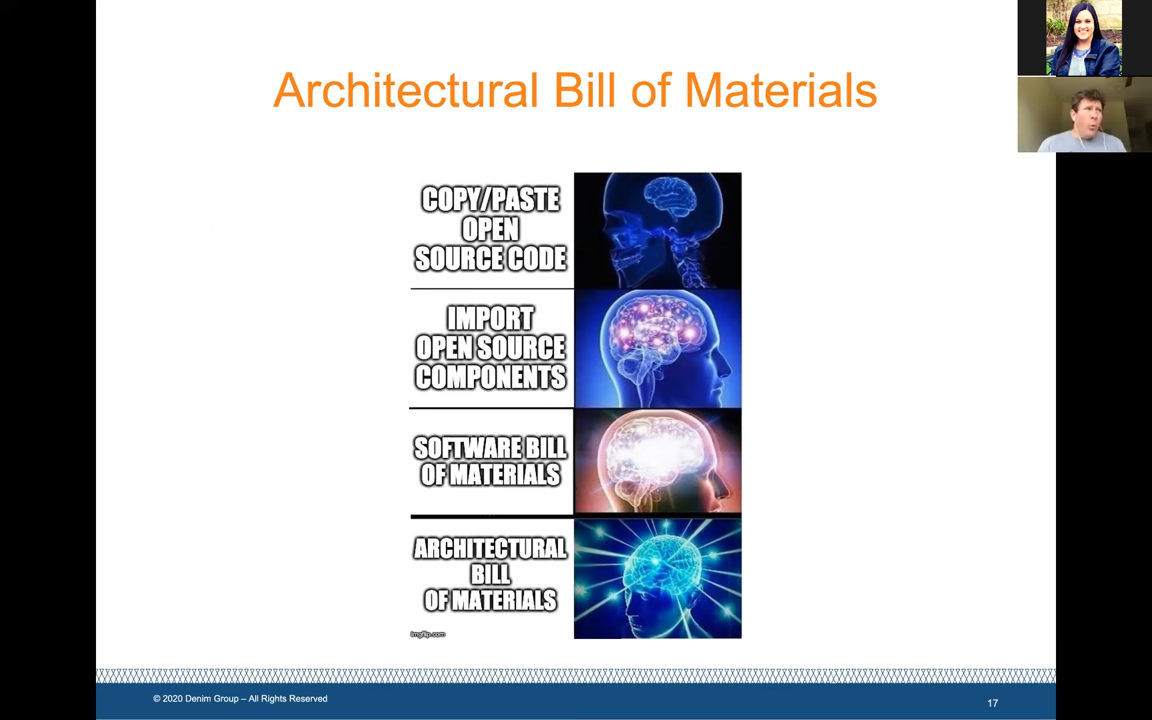 Architectural Bill of Materials
COPY/PASTE
OPEN
SOURCE CODE
IMPORT
OPEN SOURCE
COMPONENTS
SOFTWARE BILL
OF MATERIALS
ARCHITECTURAL
BILL
OF MATERIALS
imgflip.com
© 2020 Denim Group – All Rights Reserved
17